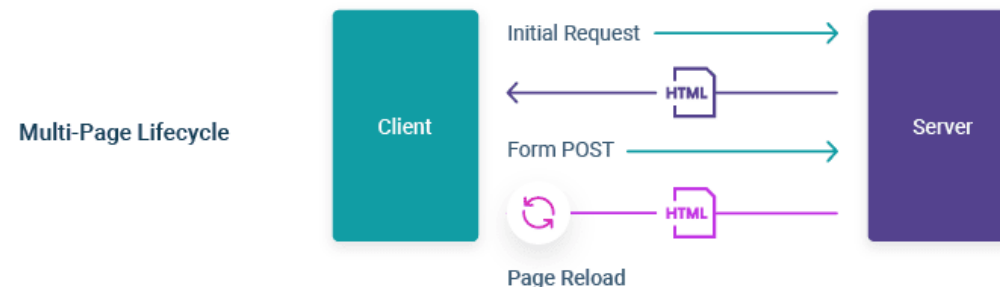 Multi-Page Lifecycle
Client
Initial Request
HTML
Form POST
HTML
Page Reload
Server